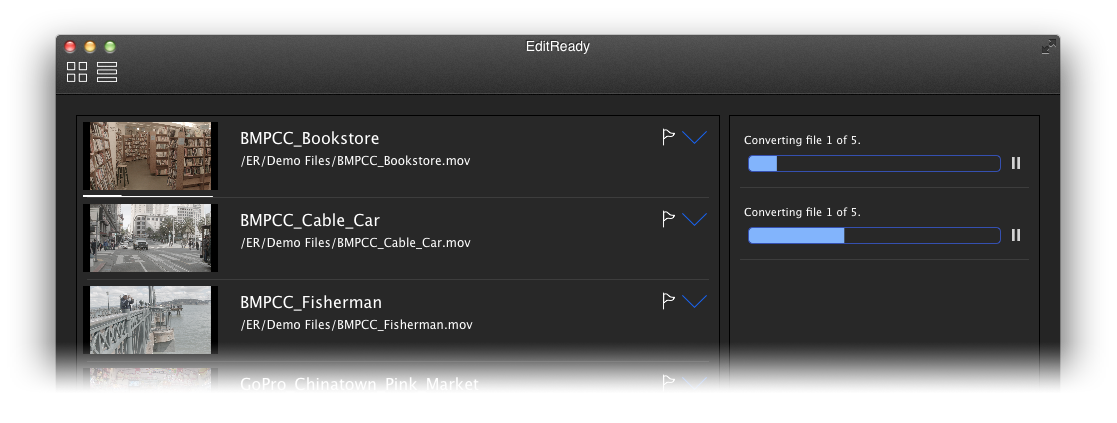 EditReady
BMPCC_Bookstore
/ER/Demo Files/BMPCC_Bookstore.mov
BMPCC_Cable_Car
/ER/Demo Files/BMPCC_Cable_Car.mov
BMPCC_Fisherman
/ER/Demo Files/BMPCC_Fisherman.mov
GoPro_Chinatown_Pink_Market
Converting file 1 of 5.
Converting file 1 of 5.